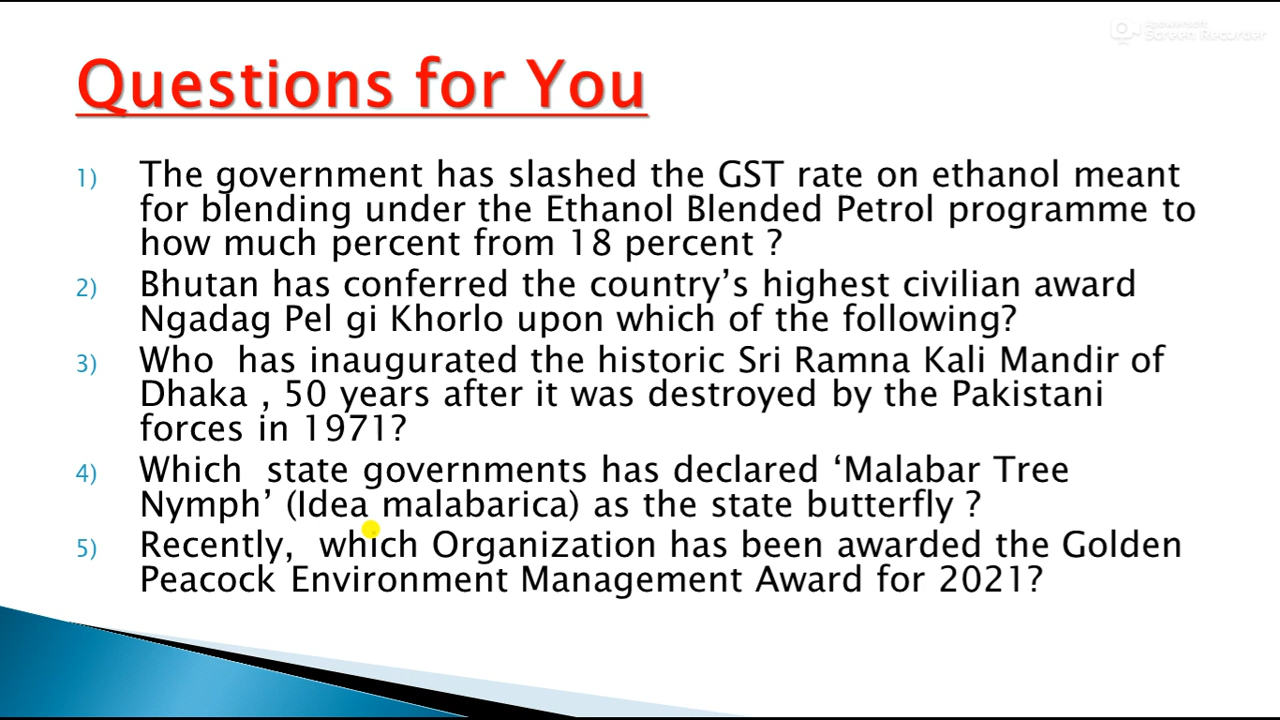 Apowersoft
Screen Recorder
Questions for You
1) The government has slashed the GST rate on ethanol meant
for blending under the Ethanol Blended Petrol programme to
how much percent from 18 percent ?
2) Bhutan has conferred the country’s highest civilian award
Ngadag Pel gi Khorlo upon which of the following?
3) Who has inaugurated the historic Sri Ramna Kali Mandir of
Dhaka , 50 years after it was destroyed by the Pakistani
forces in 1971?
4) Which state governments has declared ‘Malabar Tree
Nymph’ (Idea malabarica) as the state butterfly ?
5) Recently, which Organization has been awarded the Golden
Peacock Environment Management Award for 2021?